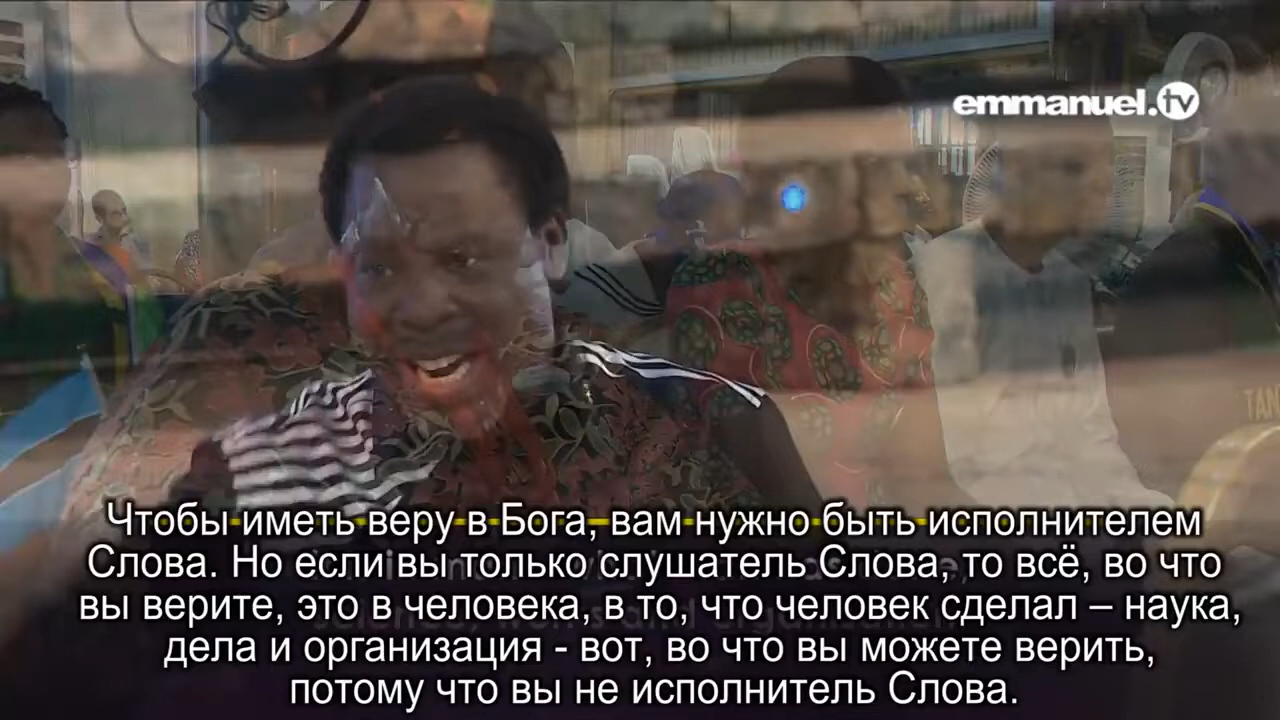 emmanuel.tv
TAN
Чтобы иметь веру в Бога, вам нужно быть исполнителем
Слова. Но если вы только слушатель Слова, то всё, во что
вы верите, это в человека, в то, что человек сделал – наука,
дела и организация - вот, во что вы можете верить,
потому что вы не исполнитель Слова.